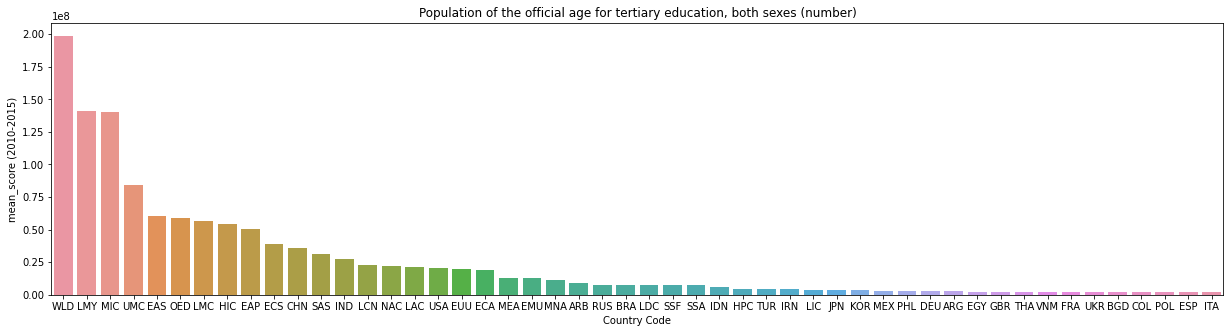 Population of the official age for tertiary education, both sexes (number)
1e8
mean_score (2010-2015)
2.00
1.75
1.50
1.25
1.00
0.75
0.50
0.25
0.00
WLD LMY MIC UMC EAS OED LMC HIC EAP ECS CHN SAS IND LCN NAC LAC USA EUU ECA MEA EMU MNA ARB RUS BRA LDC SSF SSA IDN HPC TUR IRN LIC JPN KOR MEX PHL DEU ARG EGY GBR THA VNM FRA UKR BGD COL POL ESP ITA
Country Code